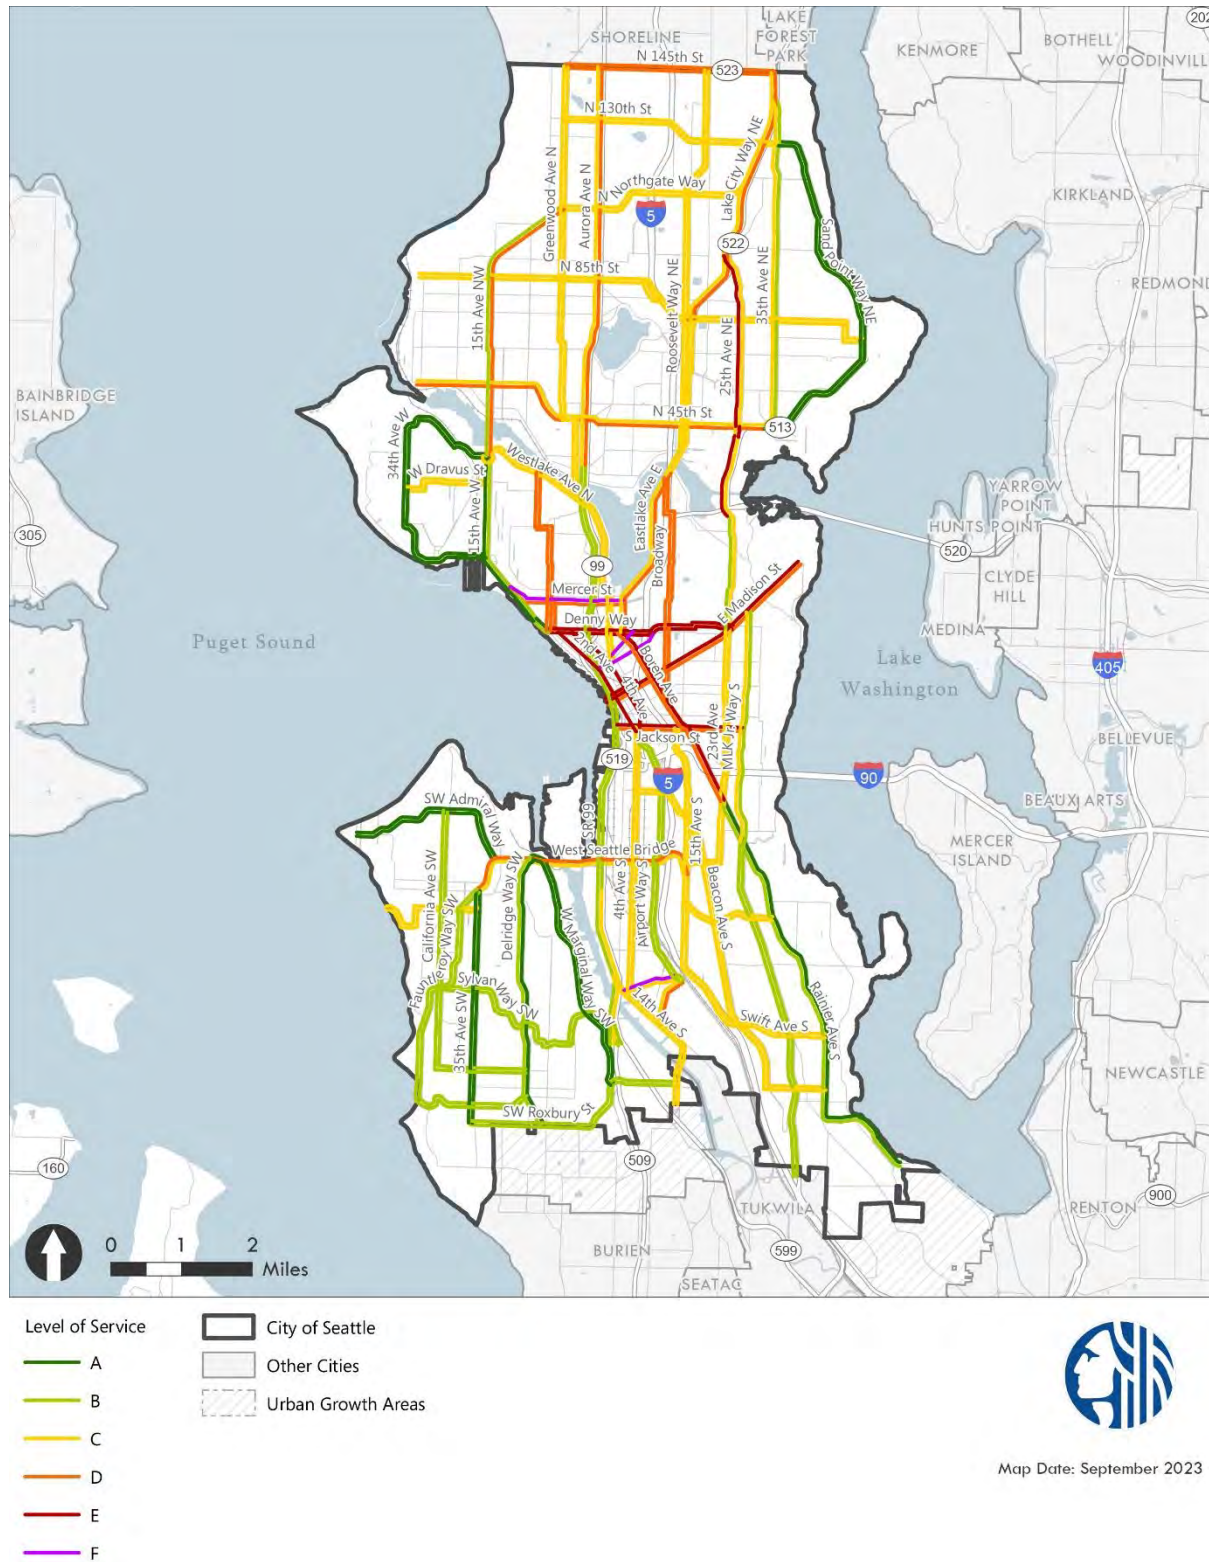 202
LAKE
FOREST
PARK
SHORELINE
KENMORE
BOTHELL
WOODINVILL
N 145th St
523
N 130th St
Greenwood Ave N
Aurora Ave N
N Northgate Way
Lake City Way NE
5
KIRKLAND
Sand Point Way NE
522
N 85th St
35th Ave NE
REDMOND
15th Ave NW
Roosevelt Way NE
25th Ave NE
BAINBRIDGE
ISLAND
N 45th St
513
34th Ave W
W Dravus St
Westlake Ave N
15th Ave W
Eastlake Ave E
Broadway
YARROW
POINT
HUNTS POINT
305
520
99
CLYDE
HILL
Mercer St
E Madison St
Denny Way
MEDINA
Puget Sound
2nd Ave
Boren Ave
Lake
Washington
405
4th Ave
23rd Ave
MLK Jr. Way S
S Jackson St
BELLEVUE
519
5
90
SW Admiral Way
SR 99
15th Ave S
BEAUX ARTS
MERCER
ISLAND
West Seattle Bridge
California Ave SW
Delridge Way SW
4th Ave S
Airport Way S
Beacon Ave S
Fauntleroy Way SW
W Marginal Way SW
Sylvan Way SW
14th Ave S
Swift Ave S
Rainier Ave S
35th Ave SW
NEWCASTLE
SW Roxbury St
160
509
TUKWILA
RENTON
900
BURIEN
599
SEATAC
0 1 2
Miles
Level of Service
A
B
C
D
E
F
City of Seattle
Other Cities
Urban Growth Areas
Map Date: September 2023